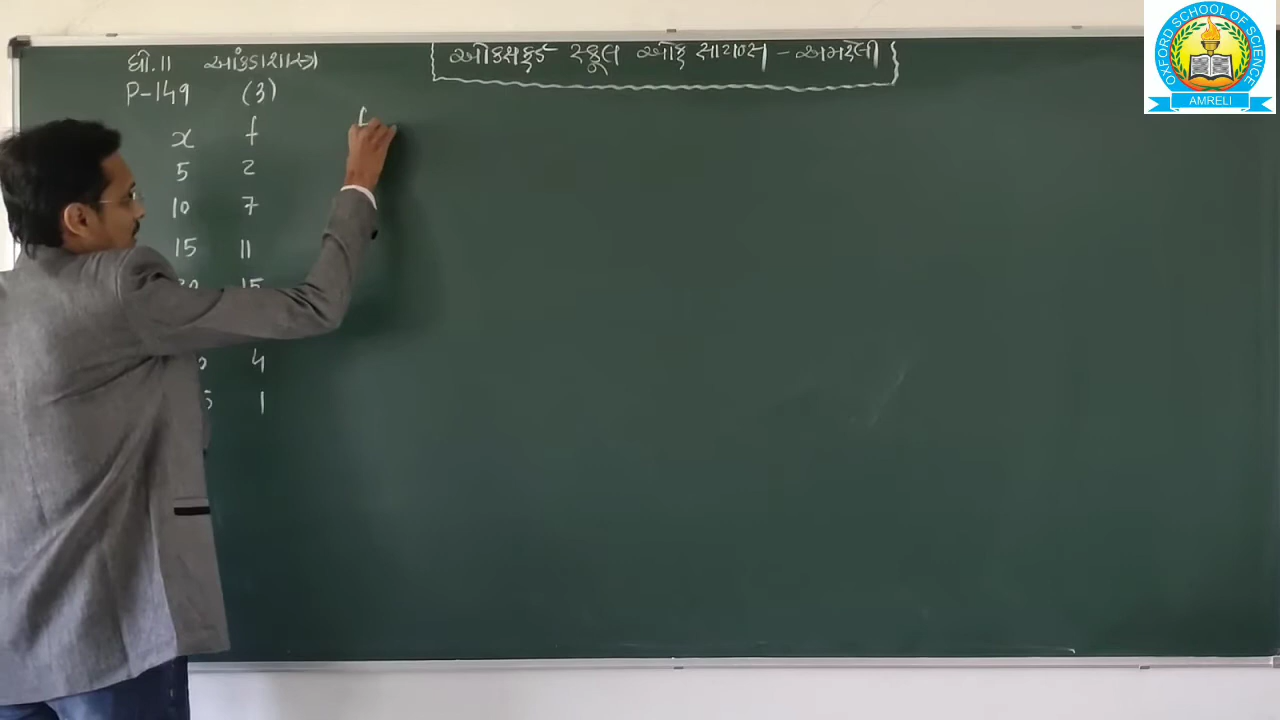 ધો.11 આંકડાશાસ્ત્ર
ઓક્સફર્ડ સ્કૂલ ઓફ સાયન્સ - અમરેલી
P-149 (3)
x f
5 2
10 7
15 11
20 15
4
1
OXFORD SCHOOL OF SCIENCE
AMRELI